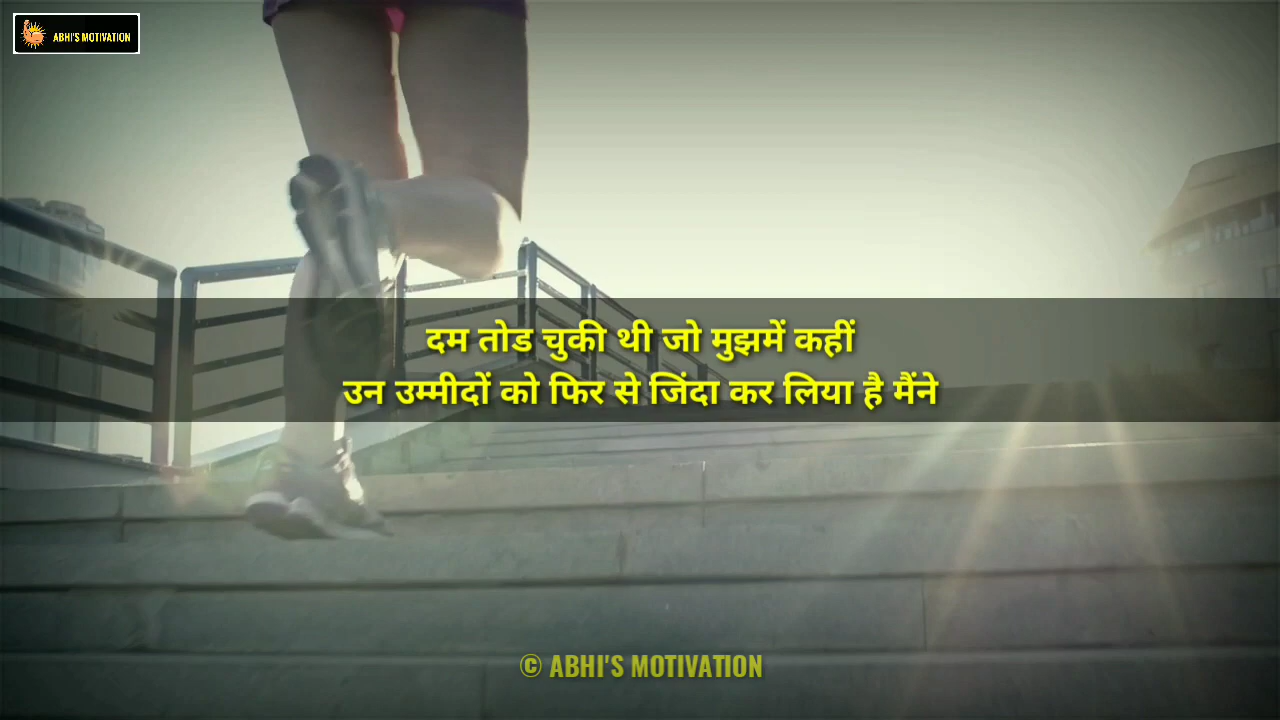 ABHI'S MOTIVATION
दम तोड चुकी थी जो मुझमें कहीं
उन उम्मीदों को फिर से जिंदा कर लिया है मैंने
© ABHI'S MOTIVATION